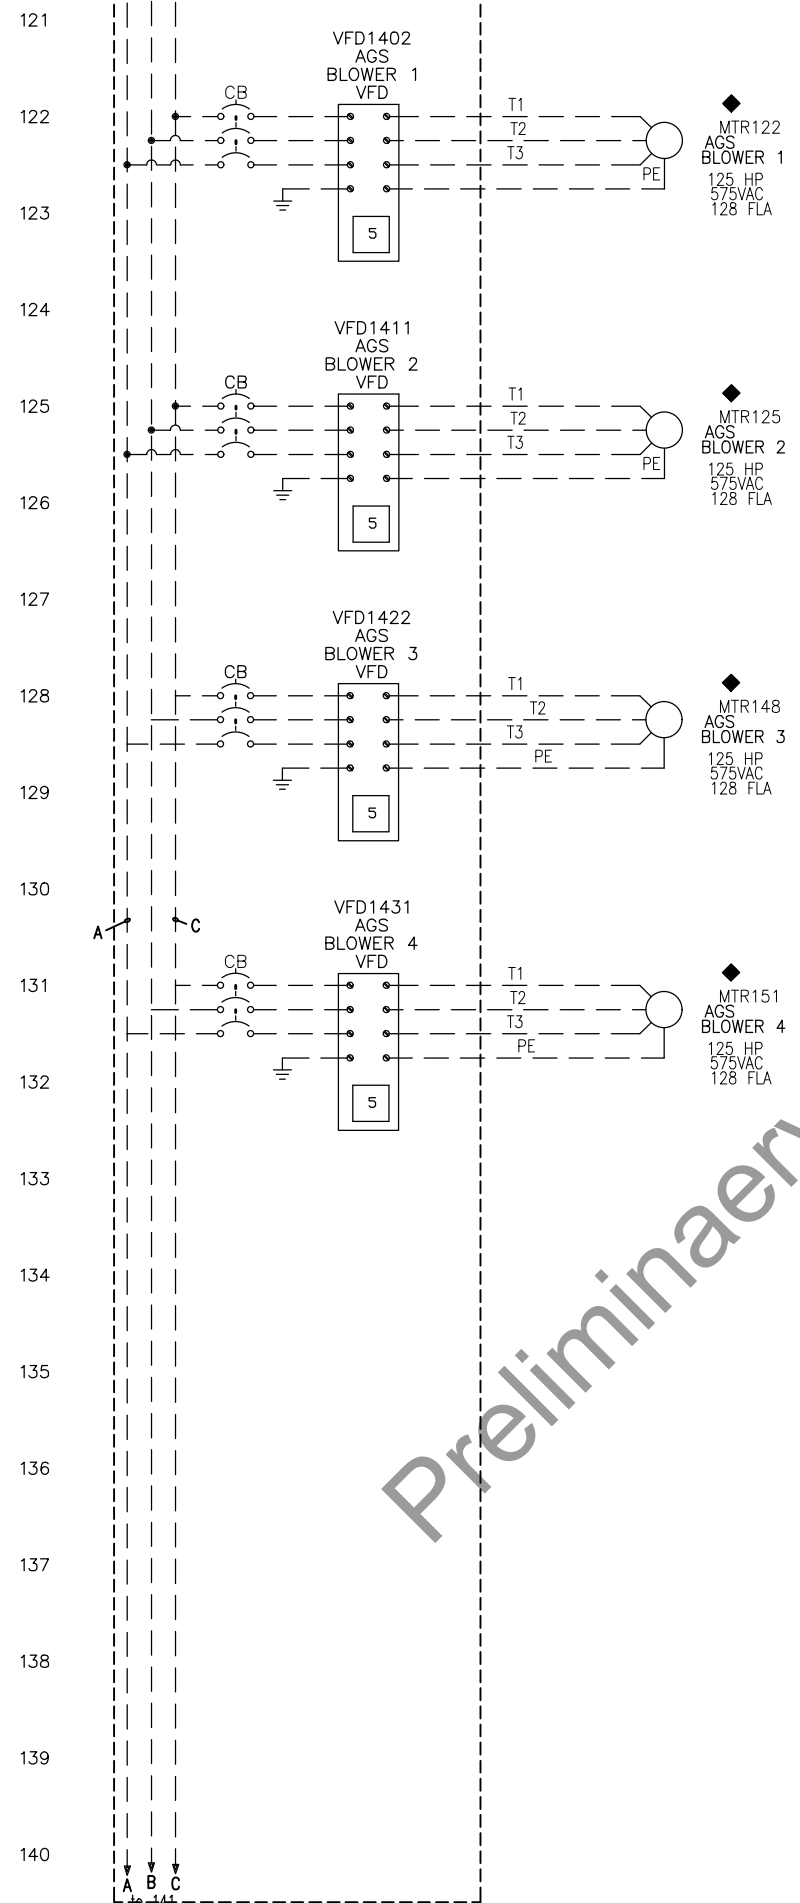 121
VFD1402
AGS
BLOWER 1
VFD
CB
122
T1
T2
T3
PE
MTR122
AGS
BLOWER 1
125 HP
575VAC
128 FLA
123
5
124
VFD1411
AGS
BLOWER 2
VFD
CB
125
T1
T2
T3
PE
MTR125
AGS
BLOWER 2
125 HP
575VAC
128 FLA
126
5
127
VFD1422
AGS
BLOWER 3
VFD
CB
128
T1
T2
T3
PE
MTR148
AGS
BLOWER 3
125 HP
575VAC
128 FLA
129
5
130
A
C
VFD1431
AGS
BLOWER 4
VFD
CB
131
T1
T2
T3
PE
MTR151
AGS
BLOWER 4
125 HP
575VAC
128 FLA
132
5
133
134
135
136
137
138
139
140
A B C
to 141
Preliminaery